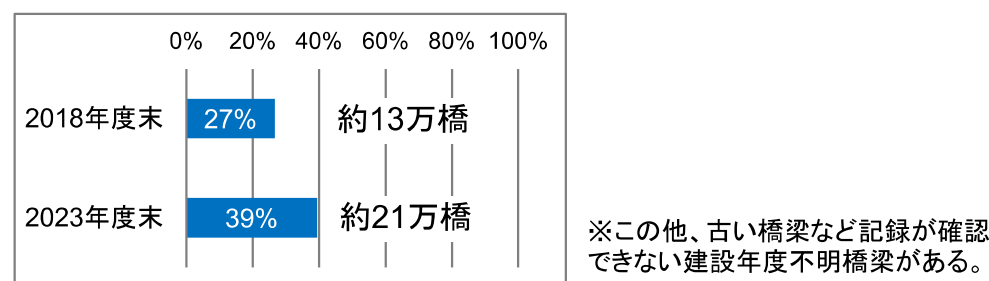 0% 20% 40% 60% 80% 100%
2018年度末 27% 約13万橋
2023年度末 39% 約21万橋
※この他、古い橋梁など記録が確認
できない建設年度不明橋梁がある。